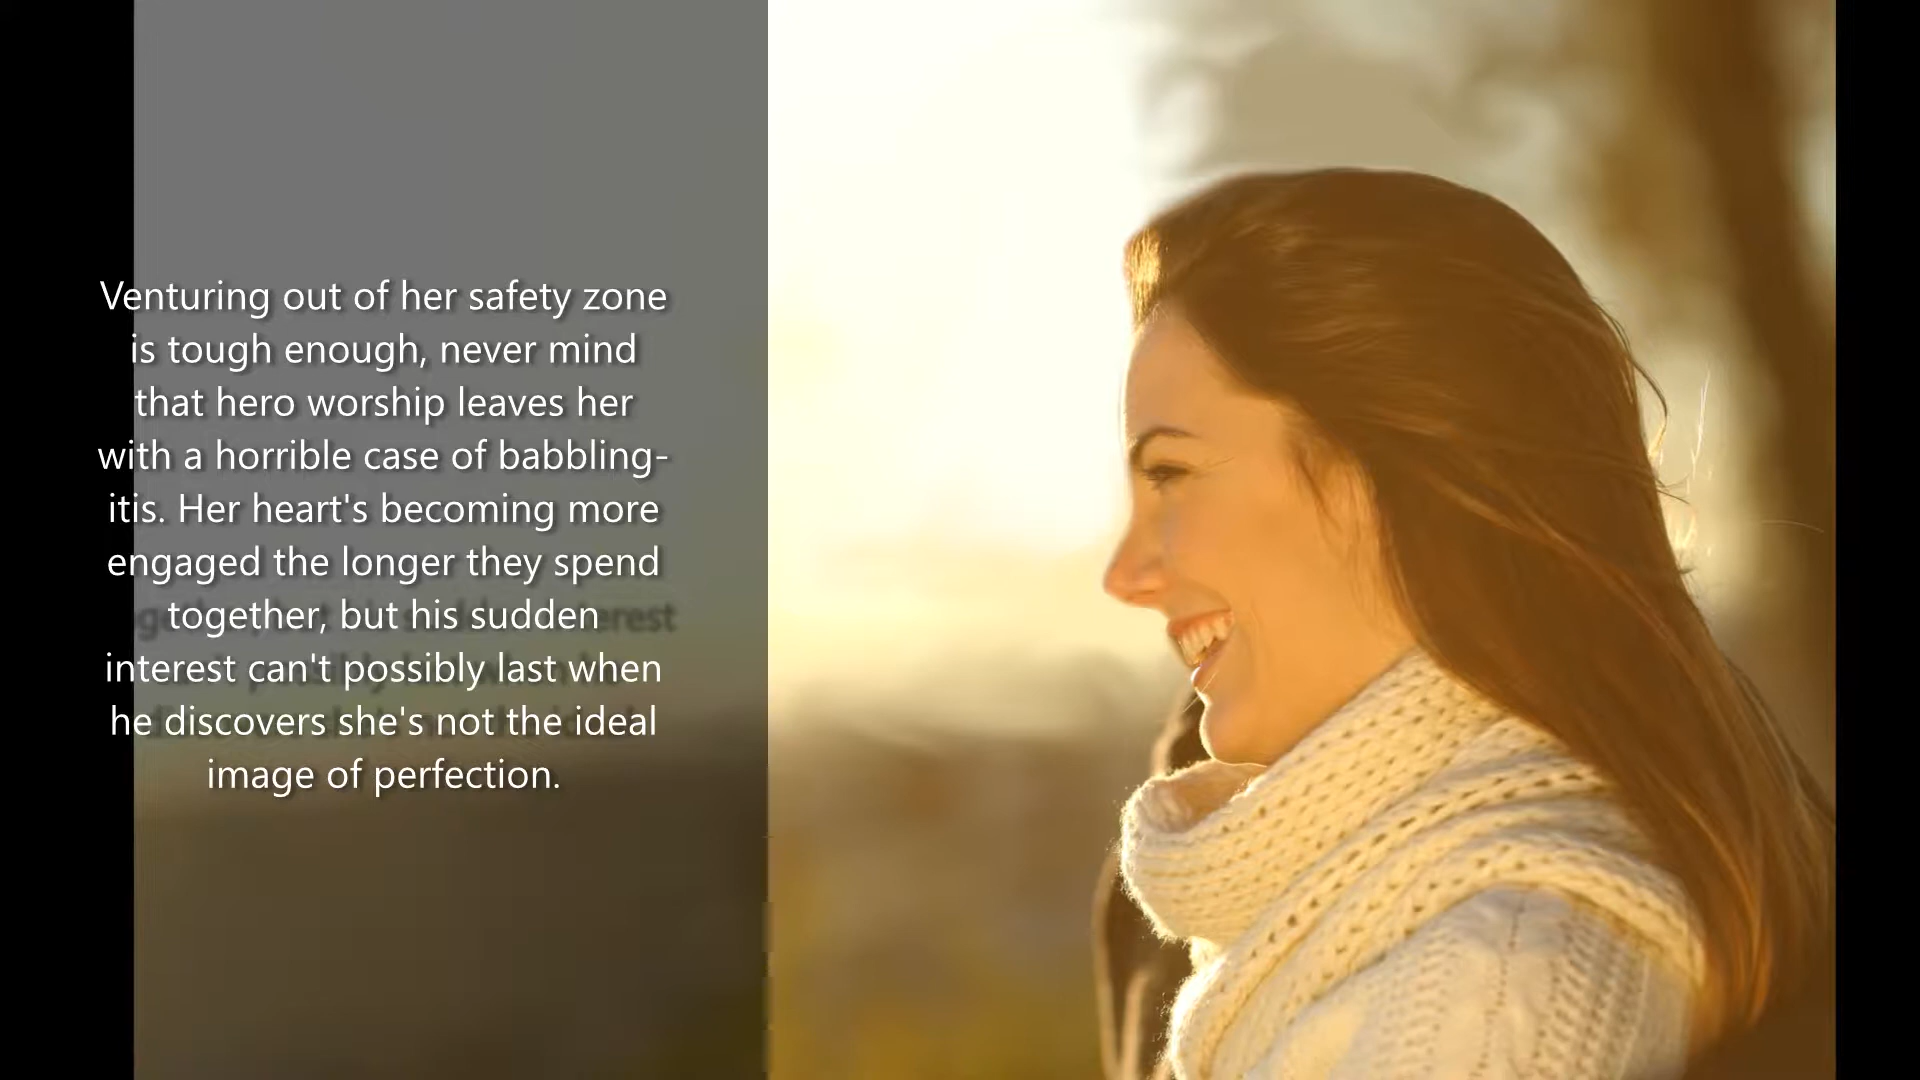 Venturing out of her safety zone
is tough enough, never mind
that hero worship leaves her
with a horrible case of babbling-
itis. Her heart's becoming more
engaged the longer they spend
together, but his sudden
interest can't possibly last when
he discovers she's not the ideal
image of perfection.